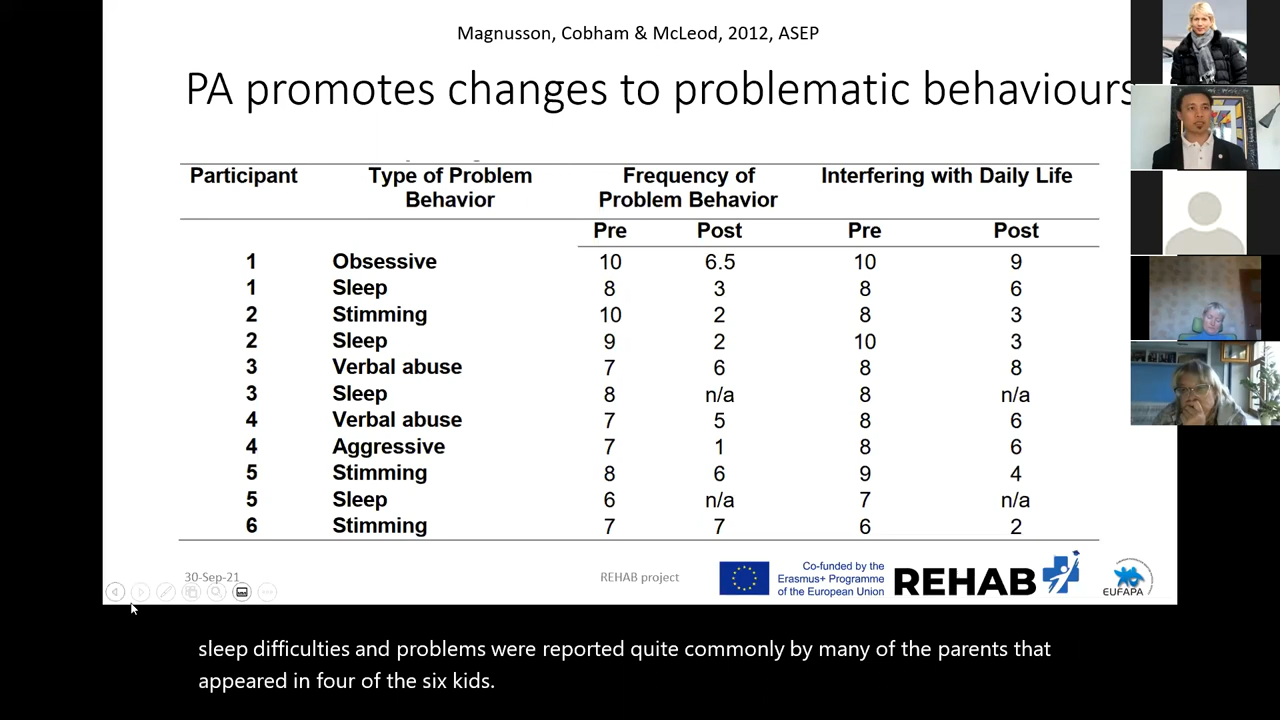 Magnusson, Cobham & McLeod, 2012, ASEP
PA promotes changes to problematic behaviours
Participant Type of Problem Behavior Frequency of Problem Behavior Interfering with Daily Life
Pre Post Pre Post
1 Obsessive 10 6.5 10 9
1 Sleep 8 3 8 6
2 Stimming 10 2 8 3
2 Sleep 9 2 10 3
3 Verbal abuse 7 6 8 8
3 Sleep 8 n/a 8 n/a
4 Verbal abuse 7 5 8 6
4 Aggressive 7 1 8 6
5 Stimming 8 6 9 4
5 Sleep 6 n/a 7 n/a
6 Stimming 7 7 6 2
30-Sep-21
REHAB project
Co-funded by the
Erasmus+ Programme
of the European Union
REHAB
EUFAPA
sleep difficulties and problems were reported quite commonly by many of the parents that
appeared in four of the six kids.